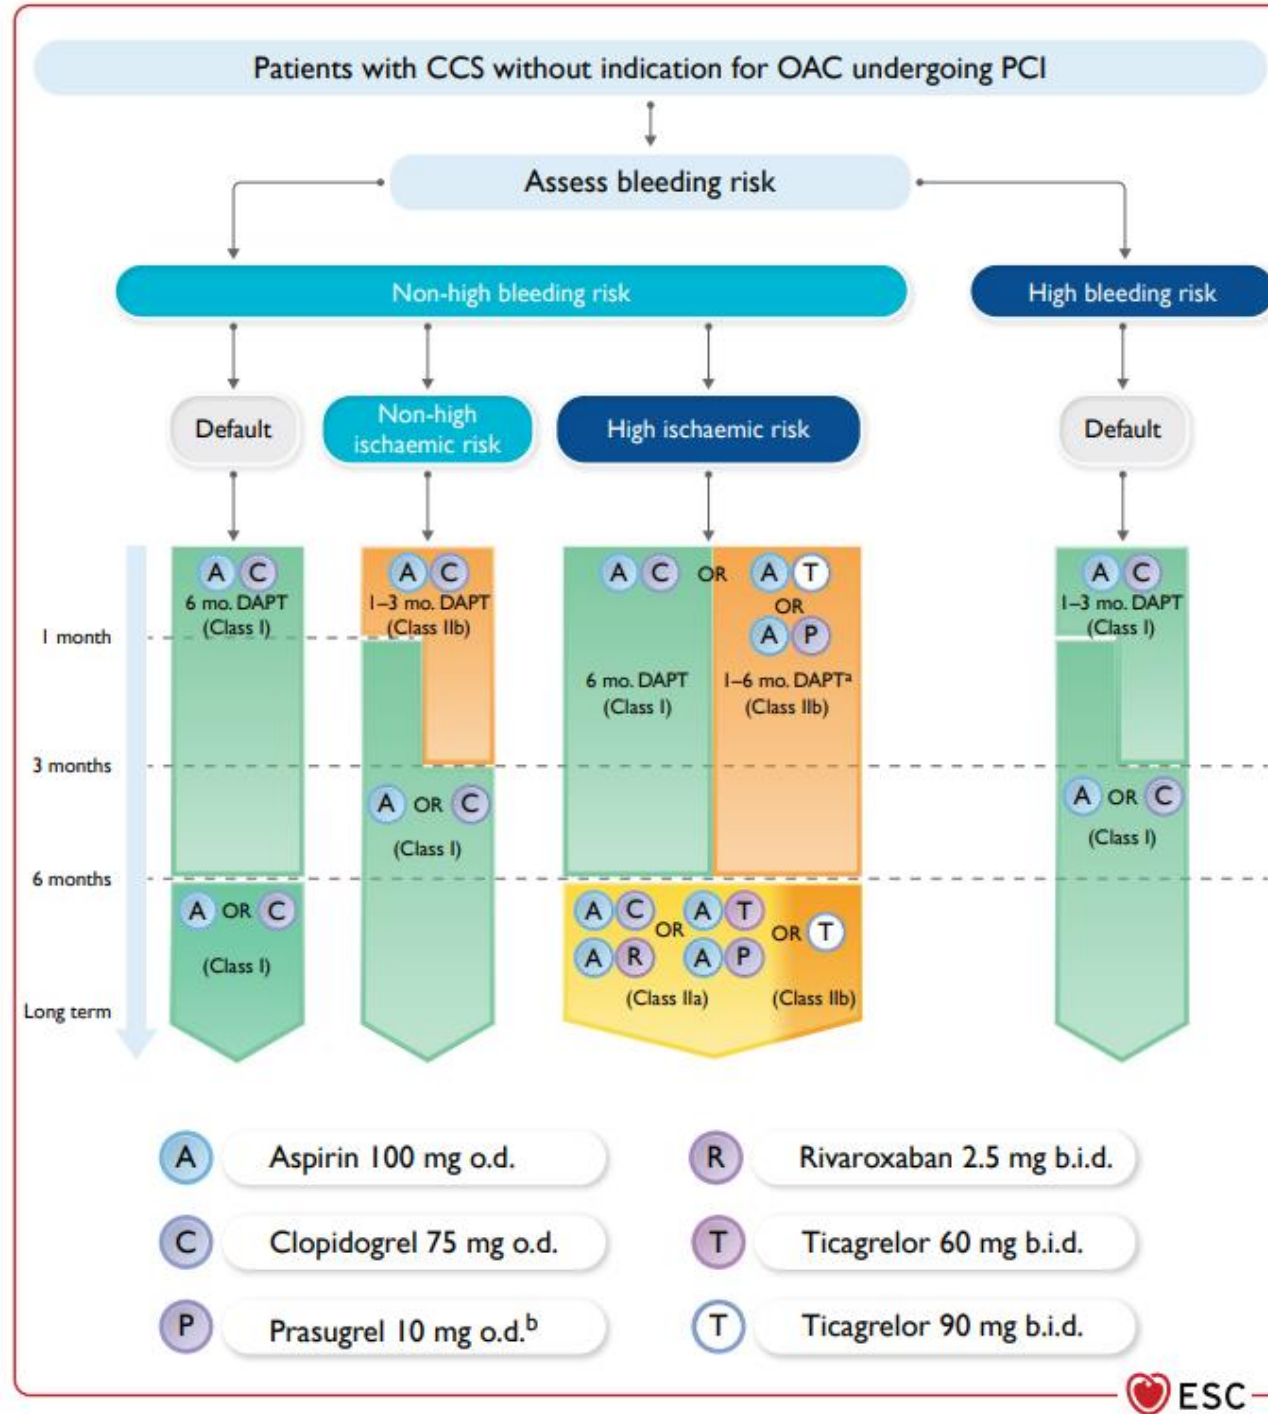 Patients with CCS without indication for OAC undergoing PCI
Assess bleeding risk
Non-high bleeding risk
High bleeding risk
Default
Non-high
ischaemic risk
High ischaemic risk
Default
A C
6 mo. DAPT
(Class I)
A C
1–3 mo. DAPT
(Class IIb)
A C OR A T
OR
A P
6 mo. DAPT
(Class I)
1–6 mo. DAPTᵃ
(Class IIb)
A C
1–3 mo. DAPT
(Class I)
1 month
3 months
A OR C
(Class I)
A OR C
(Class I)
6 months
A OR C
(Class I)
A C OR A T OR T
A R A P
(Class IIa) (Class IIb)
Long term
A Aspirin 100 mg o.d.
R Rivaroxaban 2.5 mg b.i.d.
C Clopidogrel 75 mg o.d.
T Ticagrelor 60 mg b.i.d.
P Prasugrel 10 mg o.d.ᵇ
T Ticagrelor 90 mg b.i.d.
ESC